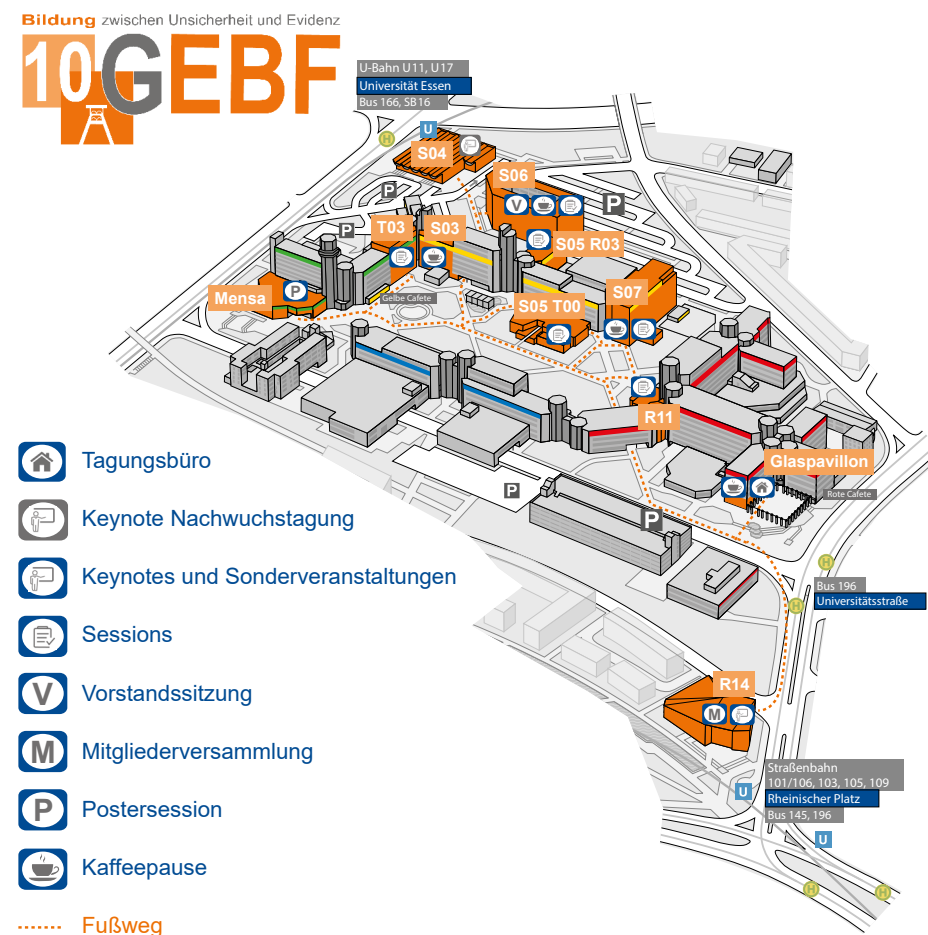 Bildung zwischen Unsicherheit und Evidenz
10GEBF
U-Bahn U11, U17
Universität Essen
Bus 166, SB16
U
H
S04
S06
P
V
P
T03
S03
P
S05 R03
Mensa
P
Gelbe Cafete
S05 T00
S07
R11
Glaspavillon
Rote Cafete
P
P
H
Bus 196
Universitätsstraße
H
R14
M
Straßenbahn
101/106, 103, 105, 109
Rheinischer Platz
Bus 145, 196
U
U
H
H
Tagungsbüro
Keynote Nachwuchstagung
Keynotes und Sonderveranstaltungen
Sessions
V Vorstandssitzung
M Mitgliederversammlung
P Postersession
Kaffeepause
Fußweg